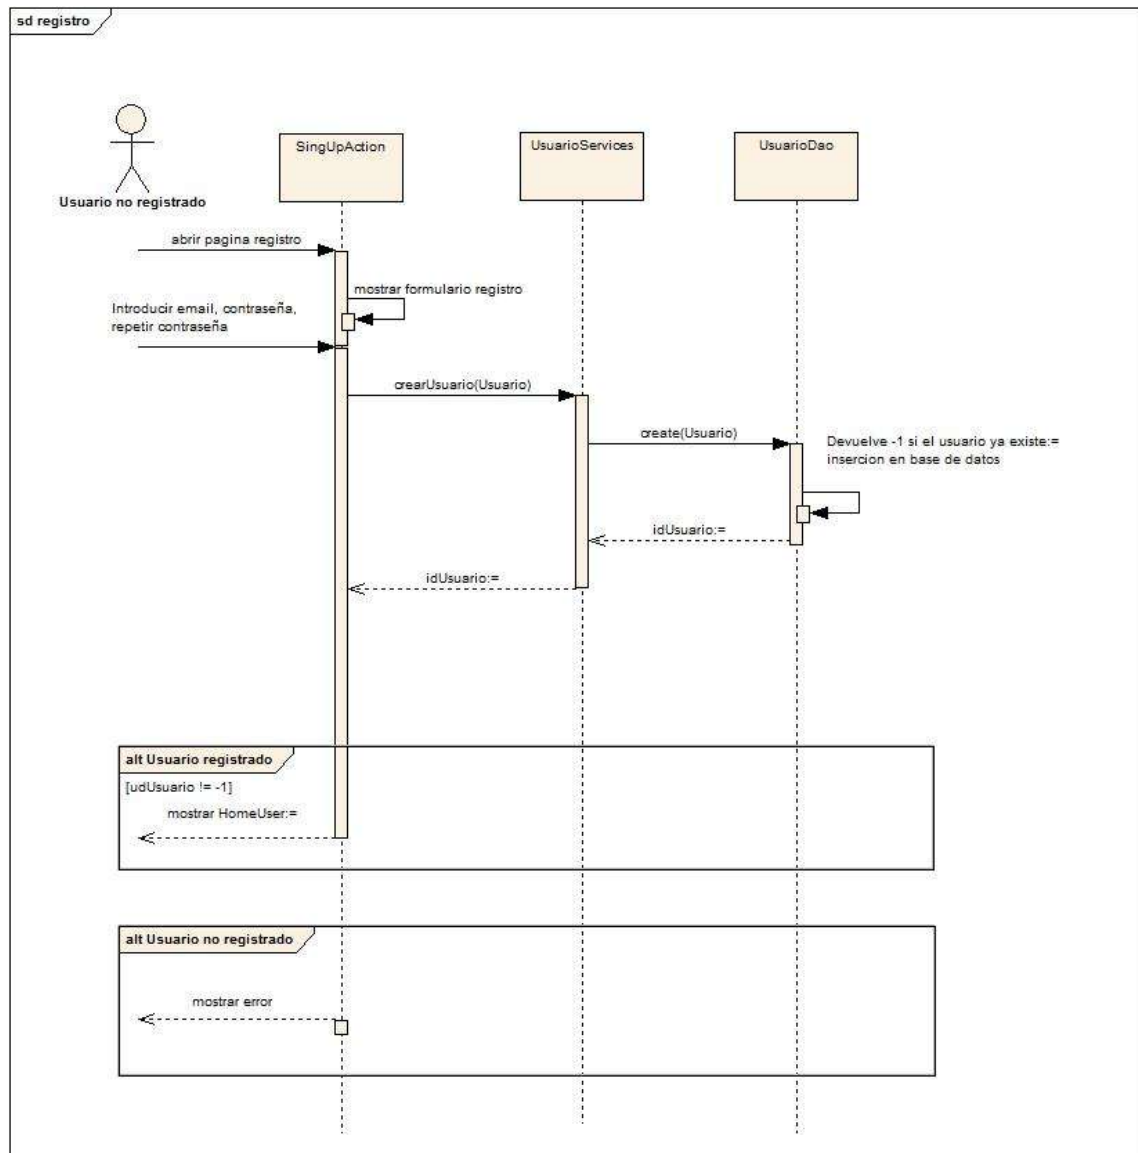 sd registro
SingUpAction
UsuarioServices
UsuarioDao
Usuario no registrado
abrir pagina registro
mostrar formulario registro
Introducir email, contraseña,
repetir contraseña
crearUsuario(Usuario)
create(Usuario)
Devuelve -1 si el usuario ya existe:=
insercion en base de datos
idUsuario:=
idUsuario:=
alt Usuario registrado
[udUsuario != -1]
mostrar HomeUser:=
alt Usuario no registrado
mostrar error